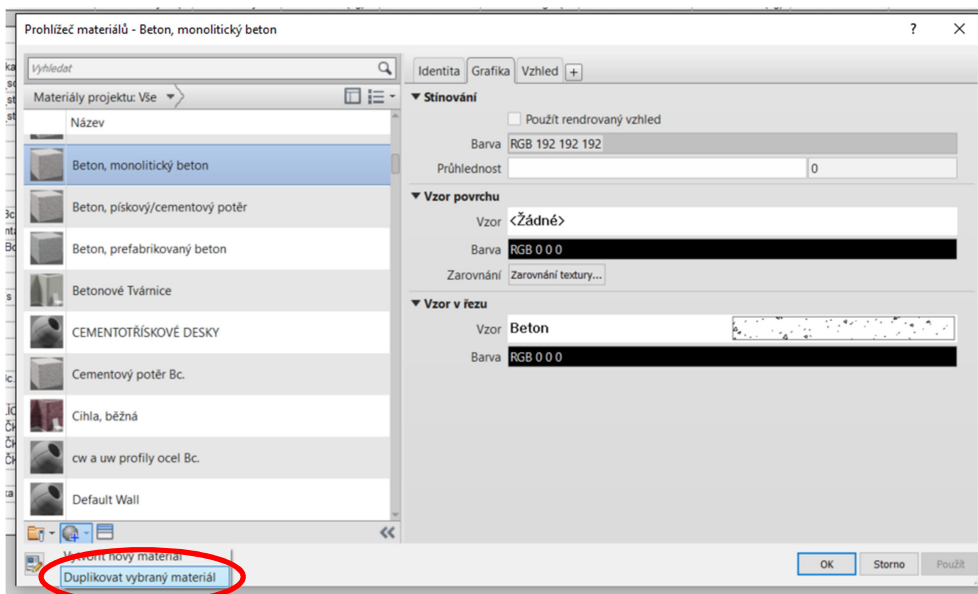 Prohlížeč materiálů - Beton, monolitický beton
?
Vyhledat
Materiály projektu: Vše
Název
Beton, monolitický beton
Beton, pískový/cementový potěr
Beton, prefabrikovaný beton
Betonové Tvárnice
CEMENTOTŘÍSKOVÉ DESKY
Cementový potěr Bc.
Cihla, běžná
cw a uw profily ocel Bc.
Default Wall
Vytvořit nový materiál
Duplikovat vybraný materiál
Identita Grafika Vzhled +
Stínování
Použít rendrovaný vzhled
Barva RGB 192 192 192
Průhlednost 0
Vzor povrchu
Vzor <Žádné>
Barva RGB 0 0 0
Zarovnání Zarovnání textury...
Vzor v řezu
Vzor Beton
Barva RGB 0 0 0
OK Storno Použít